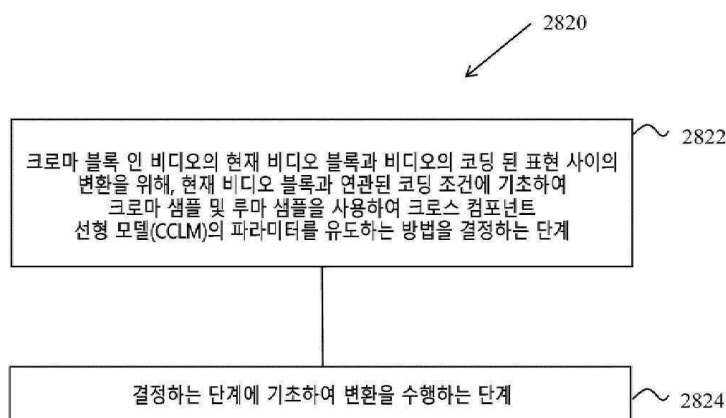 2820
2822
크로마 블록 인 비디오의 현재 비디오 블록과 비디오의 코딩 된 표현 사이의
변환을 위해, 현재 비디오 블록과 연관된 코딩 조건에 기초하여
크로마 샘플 및 루마 샘플을 사용하여 크로스 컴포넌트
선형 모델(CCLM)의 파라미터를 유도하는 방법을 결정하는 단계
결정하는 단계에 기초하여 변환을 수행하는 단계
2824